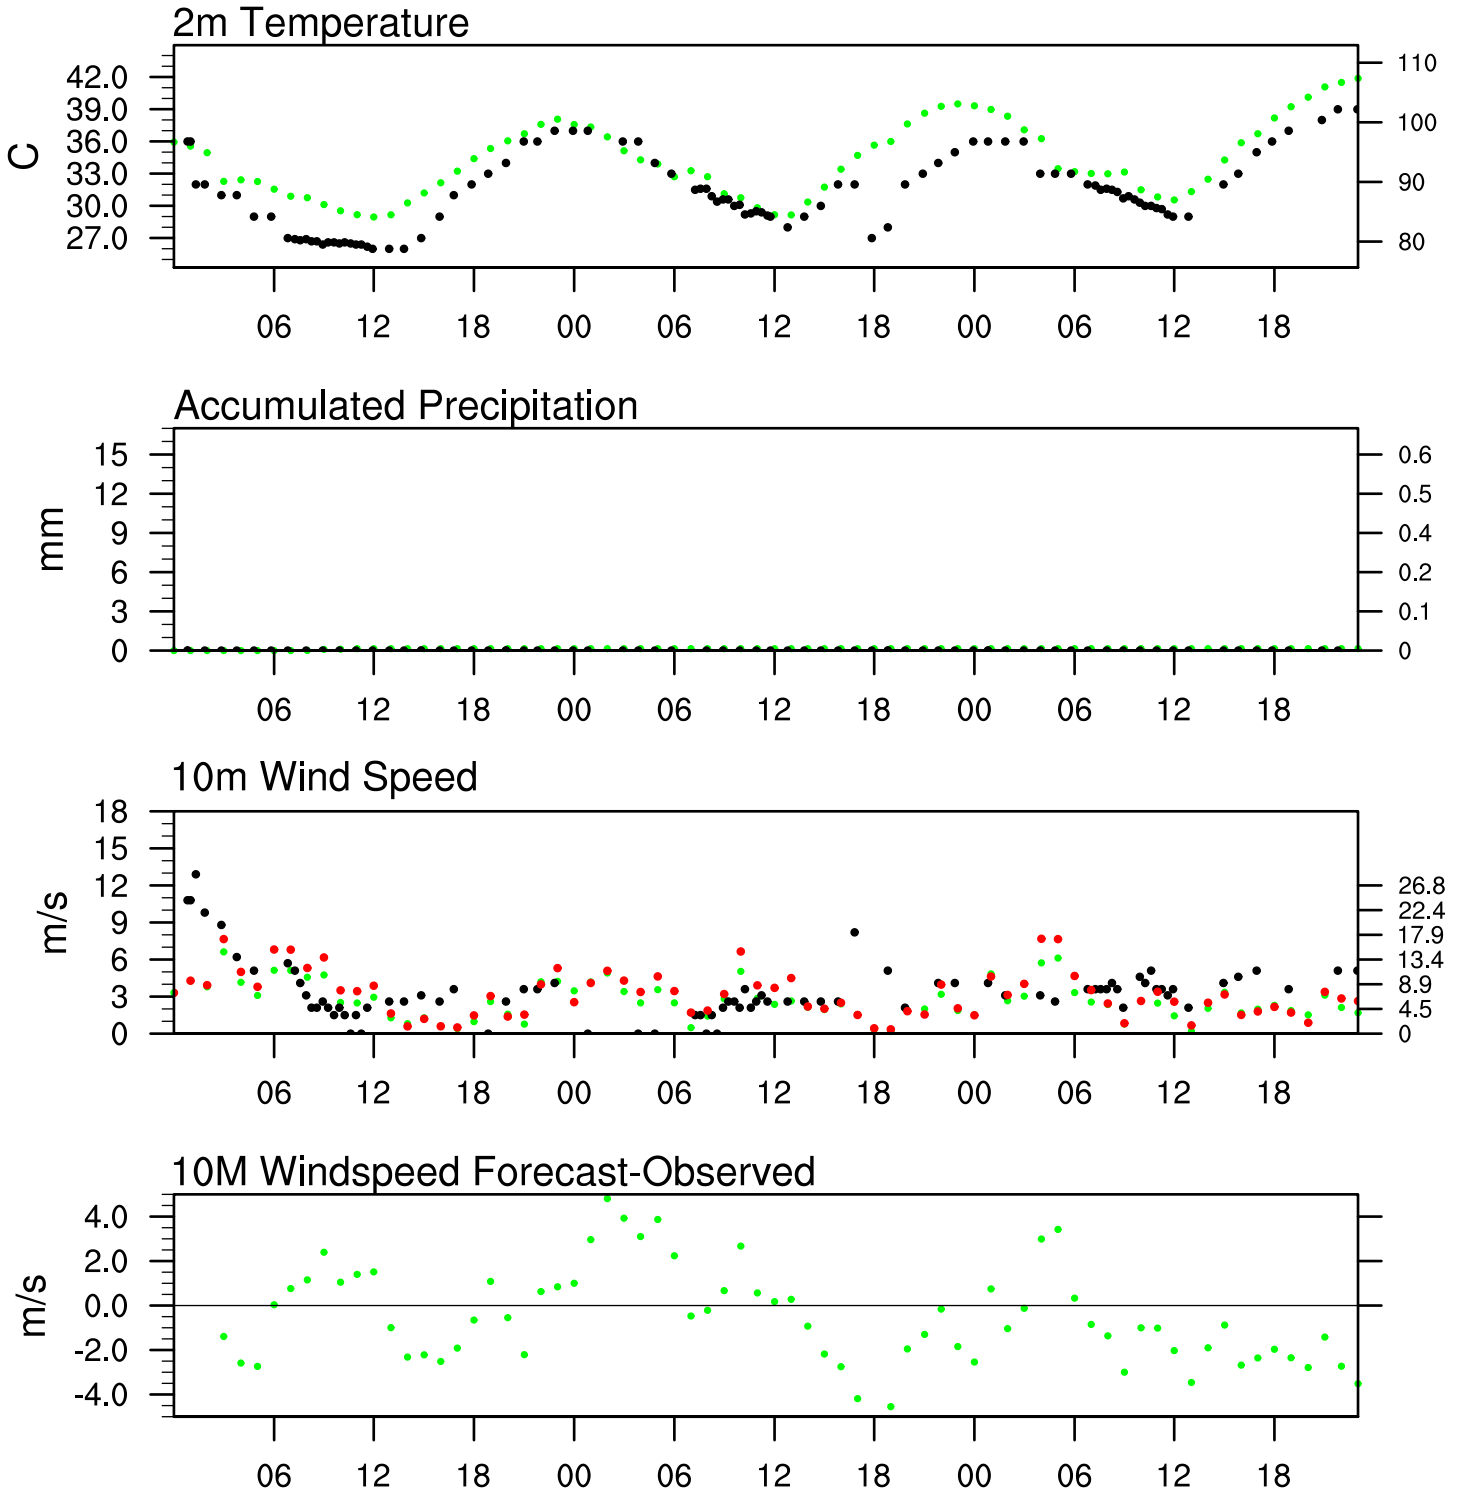 2m Temperature
C
42.0 110
39.0 100
36.0
33.0 90
30.0
27.0 80
06 12 18 00 06 12 18 00 06 12 18
Accumulated Precipitation
mm
15 0.6
12 0.5
9 0.4
6 0.2
3 0.1
0 0
06 12 18 00 06 12 18 00 06 12 18
10m Wind Speed
m/s
18
15
12 26.8
22.4
9 17.9
6 13.4
3 8.9
4.5
0 0
06 12 18 00 06 12 18 00 06 12 18
10M Windspeed Forecast-Observed
m/s
4.0
2.0
0.0
-2.0
-4.0
06 12 18 00 06 12 18 00 06 12 18